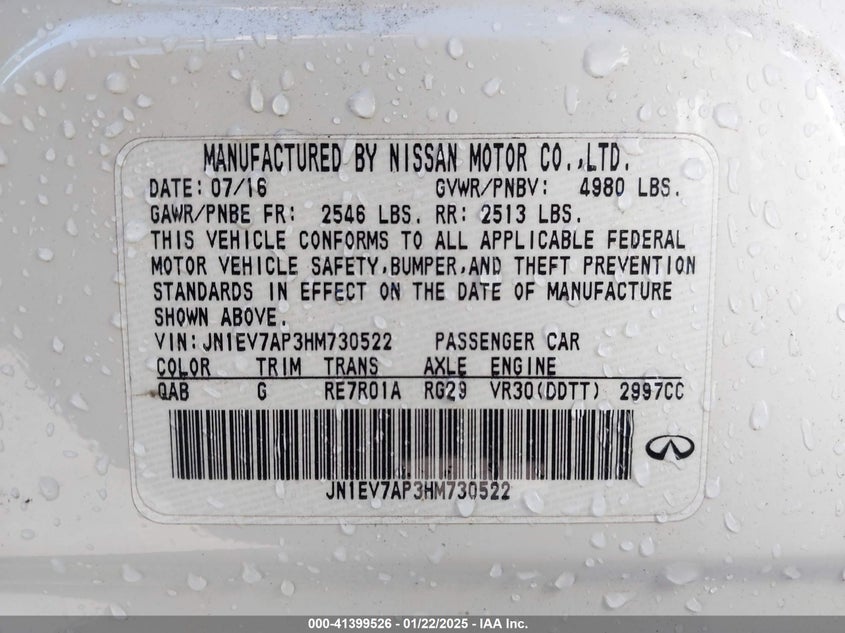 MANUFACTURED BY NISSAN MOTOR CO.,LTD.
DATE: 07/16 GVWR/PNBV: 4980 LBS.
GAWR/PNBE FR: 2546 LBS. RR: 2513 LBS.
THIS VEHICLE CONFORMS TO ALL APPLICABLE FEDERAL
MOTOR VEHICLE SAFETY,BUMPER,AND THEFT PREVENTION
STANDARDS IN EFFECT ON THE DATE OF MANUFACTURE
SHOWN ABOVE.
VIN:JN1EV7AP3HM730522 PASSENGER CAR
COLOR TRIM TRANS AXLE ENGINE
QAB G RE7R01A RG29 VR30(DDTT) 2997CC
JN1EV7AP3HM730522
000-41399526 - 01/22/2025 - IAA Inc.